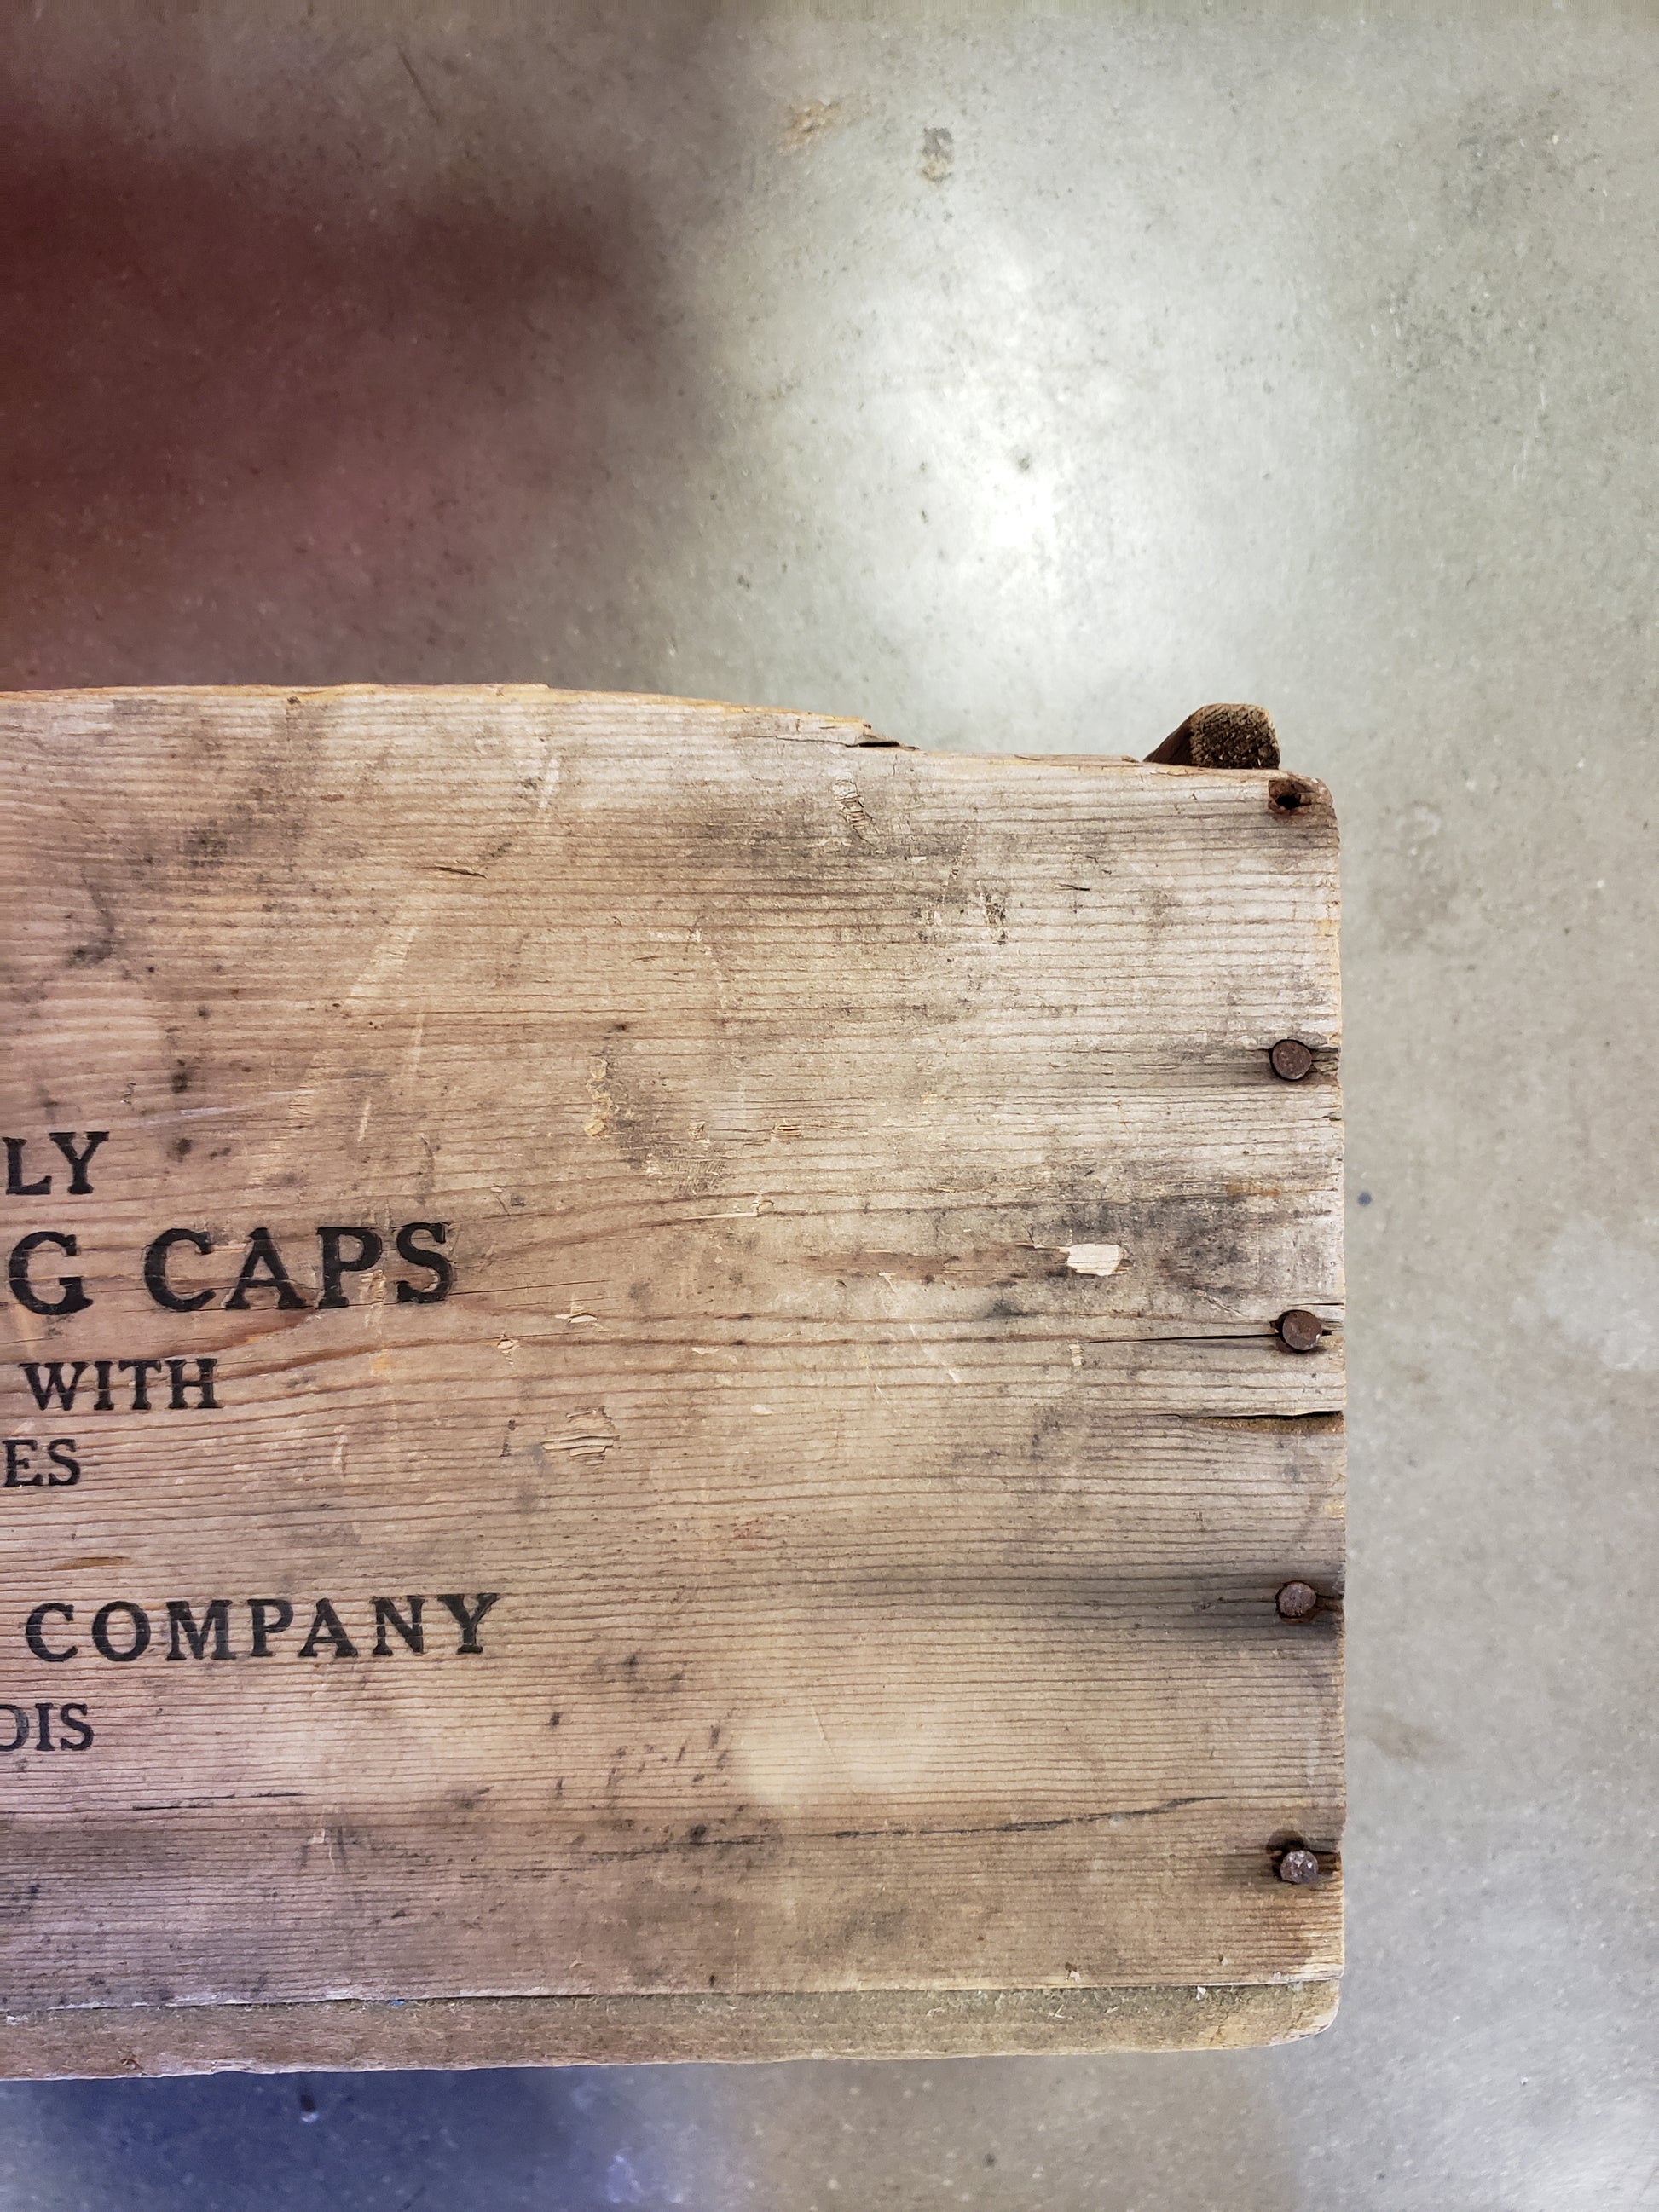 LY
G CAPS
WITH
ES
COMPANY
OIS